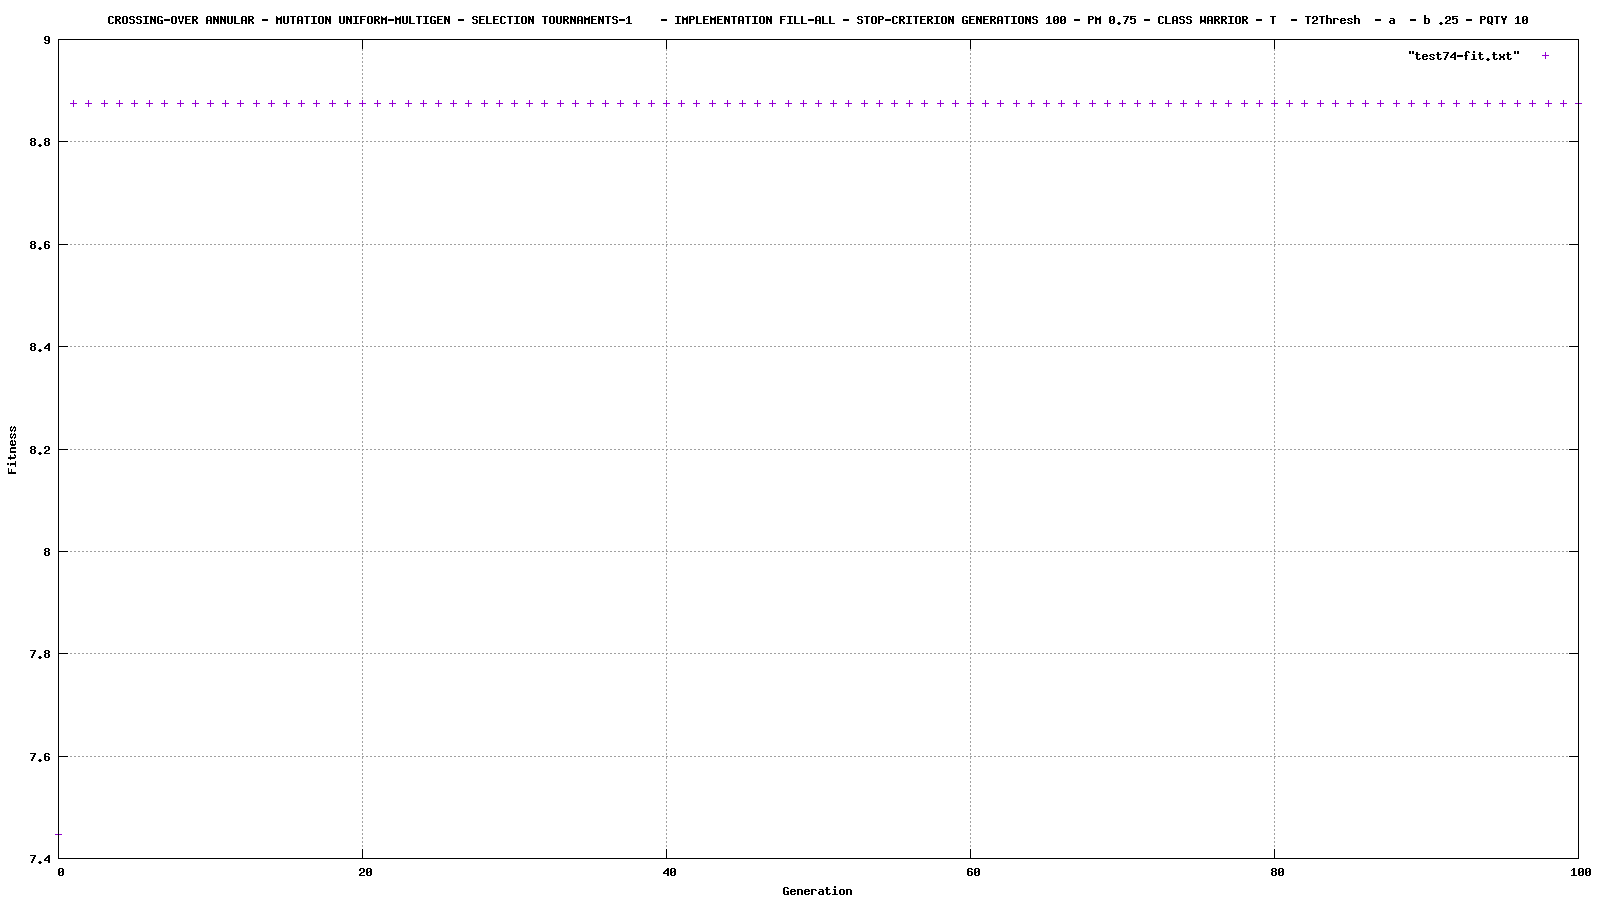 CROSSING-OVER ANNULAR - MUTATION UNIFORM-MULTIGEN - SELECTION TOURNAMENTS-1    - IMPLEMENTATION FILL-ALL - STOP-CRITERION GENERATIONS 100 - PM 0.75 - CLASS WARRIOR - T  - T2Thresh  - a  - b .25 - PQTY 10
9
"test74-fit.txt"
8.8
8.6
8.4
8.2
Fitness
8
7.8
7.6
7.4
0 20 40 60 80 100
Generation